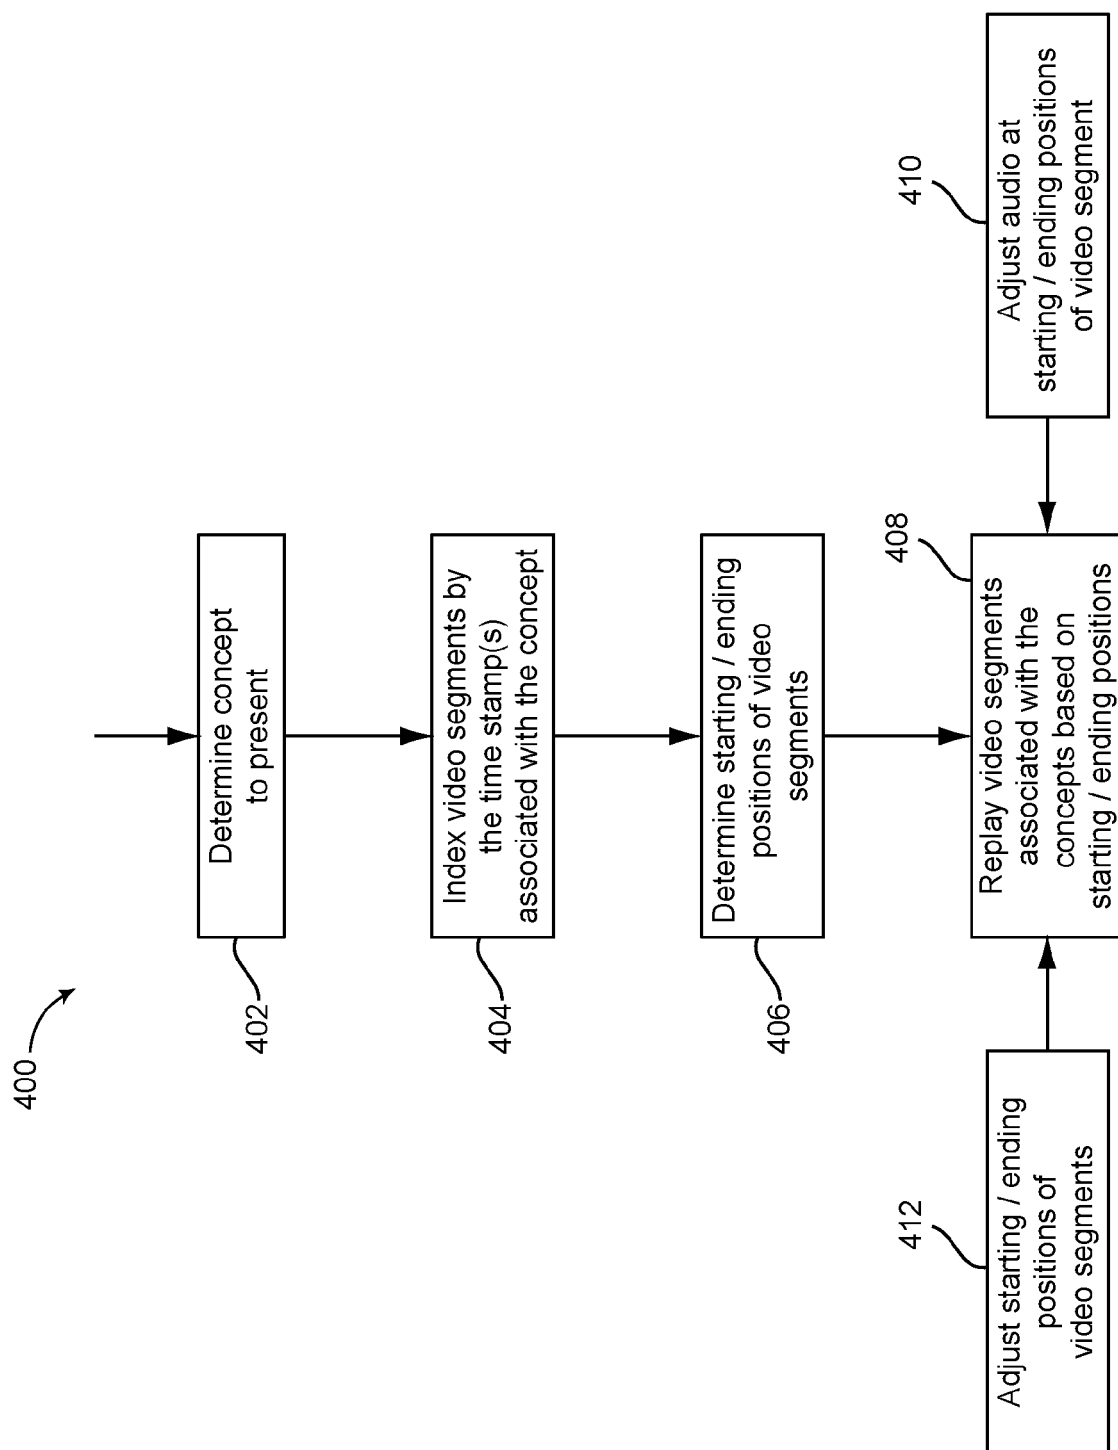 400
402
Determine concept
to present
404
Index video segments by
the time stamp(s)
associated with the concept
406
Determine starting / ending
positions of video
segments
408
Replay video segments
associated with the
concepts based on
starting / ending positions
410
Adjust audio at
starting / ending positions
of video segment
412
Adjust starting / ending
positions of
video segments